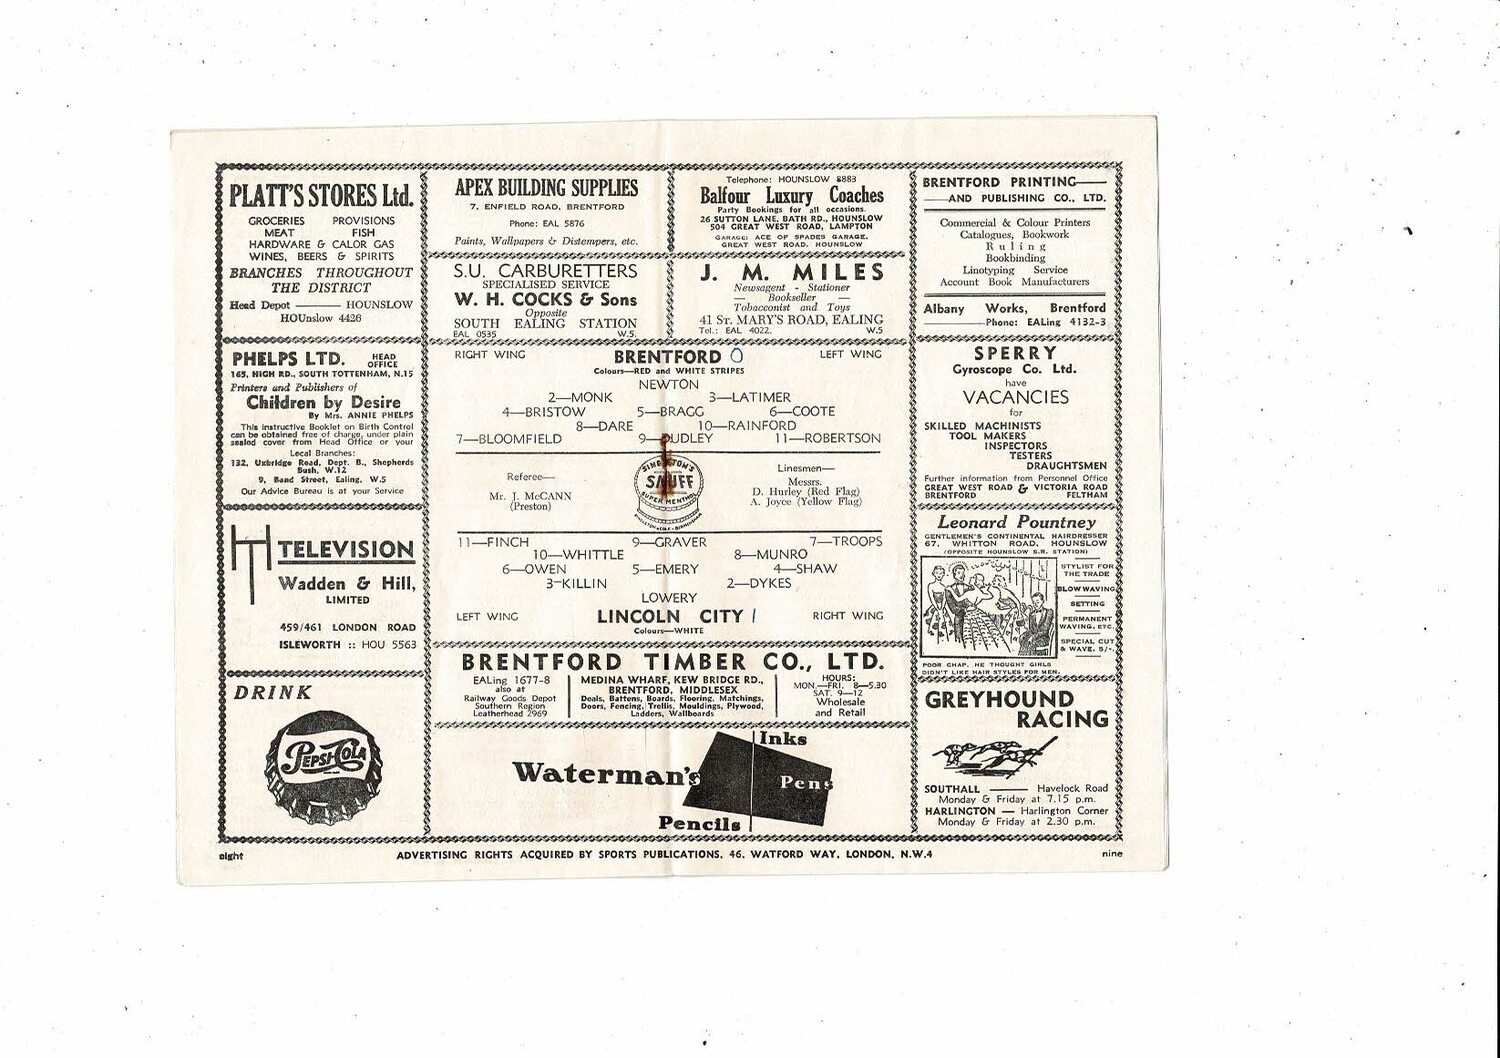 PLATT'S STORES Ltd.
GROCERIES PROVISIONS
MEAT FISH
HARDWARE & CALOR GAS
WINES, BEERS & SPIRITS
BRANCHES THROUGHOUT
THE DISTRICT
Head Depot ——— HOUNSLOW
HOUnslow 4426
PHELPS LTD. HEAD
OFFICE
165, HIGH RD., SOUTH TOTTENHAM, N.15
Printers and Publishers of
Children by Desire
By Mrs. ANNIE PHELPS
This instructive Booklet on Birth Control
can be obtained free of charge, under plain
sealed cover from Head Office or your
Local Branches:
132, Uxbridge Road, Dept. B., Shepherds
Bush, W.12
9, Bond Street, Ealing, W.5
Our Advice Bureau is at your Service
TELEVISION
Wadden & Hill,
LIMITED
459/461 LONDON ROAD
ISLEWORTH :: HOU 5563
DRINK
PEPSI-COLA
APEX BUILDING SUPPLIES
7, ENFIELD ROAD, BRENTFORD
Phone: EAL 5876
Paints, Wallpapers & Distempers, etc.
Telephone: HOUNSLOW 8883
Balfour Luxury Coaches
Party Bookings for all occasions.
26 SUTTON LANE, BATH RD., HOUNSLOW
504 GREAT WEST ROAD, LAMPTON
GARAGE: ACE OF SPADES GARAGE,
GREAT WEST ROAD, HOUNSLOW
S.U. CARBURETTERS
SPECIALISED SERVICE
W. H. COCKS & Sons
Opposite
SOUTH EALING STATION
EAL 0535 W.5.
J. M. MILES
Newsagent - Stationer
— Bookseller —
Tobacconist and Toys
41 ST. MARY'S ROAD, EALING
Tel.: EAL 4022. W.5
RIGHT WING BRENTFORD 0 LEFT WING
Colours—RED and WHITE STRIPES
NEWTON
2—MONK 3—LATIMER
4—BRISTOW 5—BRAGG 6—COOTE
8—DARE 10—RAINFORD
7—BLOOMFIELD 9—DUDLEY 11—ROBERTSON
Referee—
Mr. J. McCANN
(Preston)
SINGLETON'S
SNUFF
SUPER MENTHOL
Linesmen—
Messrs.
D. Hurley (Red Flag)
A. Joyce (Yellow Flag)
11—FINCH 9—GRAVER 7—TROOPS
10—WHITTLE 8—MUNRO
6—OWEN 5—EMERY 4—SHAW
3—KILLIN 2—DYKES
LOWERY
LEFT WING LINCOLN CITY 1 RIGHT WING
Colours—WHITE
BRENTFORD TIMBER CO., LTD.
EALing 1677-8
also at
Railway Goods Depot
Southern Region
Leatherhead 2969
MEDINA WHARF, KEW BRIDGE RD.,
BRENTFORD, MIDDLESEX
Deals, Battens, Boards, Flooring, Matchings,
Doors, Fencing, Trellis, Mouldings, Plywood,
Ladders, Wallboards
HOURS:
MON.—FRI. 8—5.30
SAT. 9—12
Wholesale
and Retail
Waterman's
Inks
Pens
Pencils
BRENTFORD PRINTING——
——AND PUBLISHING CO., LTD.
Commercial & Colour Printers
Catalogues, Bookwork
Ruling
Bookbinding
Linotyping Service
Account Book Manufacturers
Albany Works, Brentford
———Phone: EALing 4132-3
SPERRY
Gyroscope Co. Ltd.
have
VACANCIES
for
SKILLED MACHINISTS
TOOL MAKERS
INSPECTORS
TESTERS
DRAUGHTSMEN
Further information from Personnel Office
GREAT WEST ROAD & VICTORIA ROAD
BRENTFORD FELTHAM
Leonard Pountney
GENTLEMEN'S CONTINENTAL HAIRDRESSER
67, WHITTON ROAD, HOUNSLOW
(OPPOSITE HOUNSLOW S.R. STATION)
STYLIST FOR
THE TRADE
BLOW WAVING
SETTING
PERMANENT
WAVING, ETC.
SPECIAL CUT
& WAVE, 5/-.
POOR CHAP. HE THOUGHT GIRLS
DIDN'T LIKE HAIR STYLES FOR MEN.
GREYHOUND
RACING
SOUTHALL ——— Havelock Road
Monday & Friday at 7.15 p.m.
HARLINGTON — Harlington Corner
Monday & Friday at 2.30 p.m.
eight ADVERTISING RIGHTS ACQUIRED BY SPORTS PUBLICATIONS, 46, WATFORD WAY, LONDON, N.W.4 nine